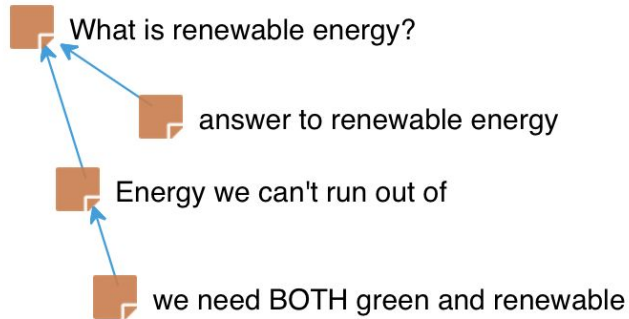 What is renewable energy?
answer to renewable energy
Energy we can't run out of
we need BOTH green and renewable